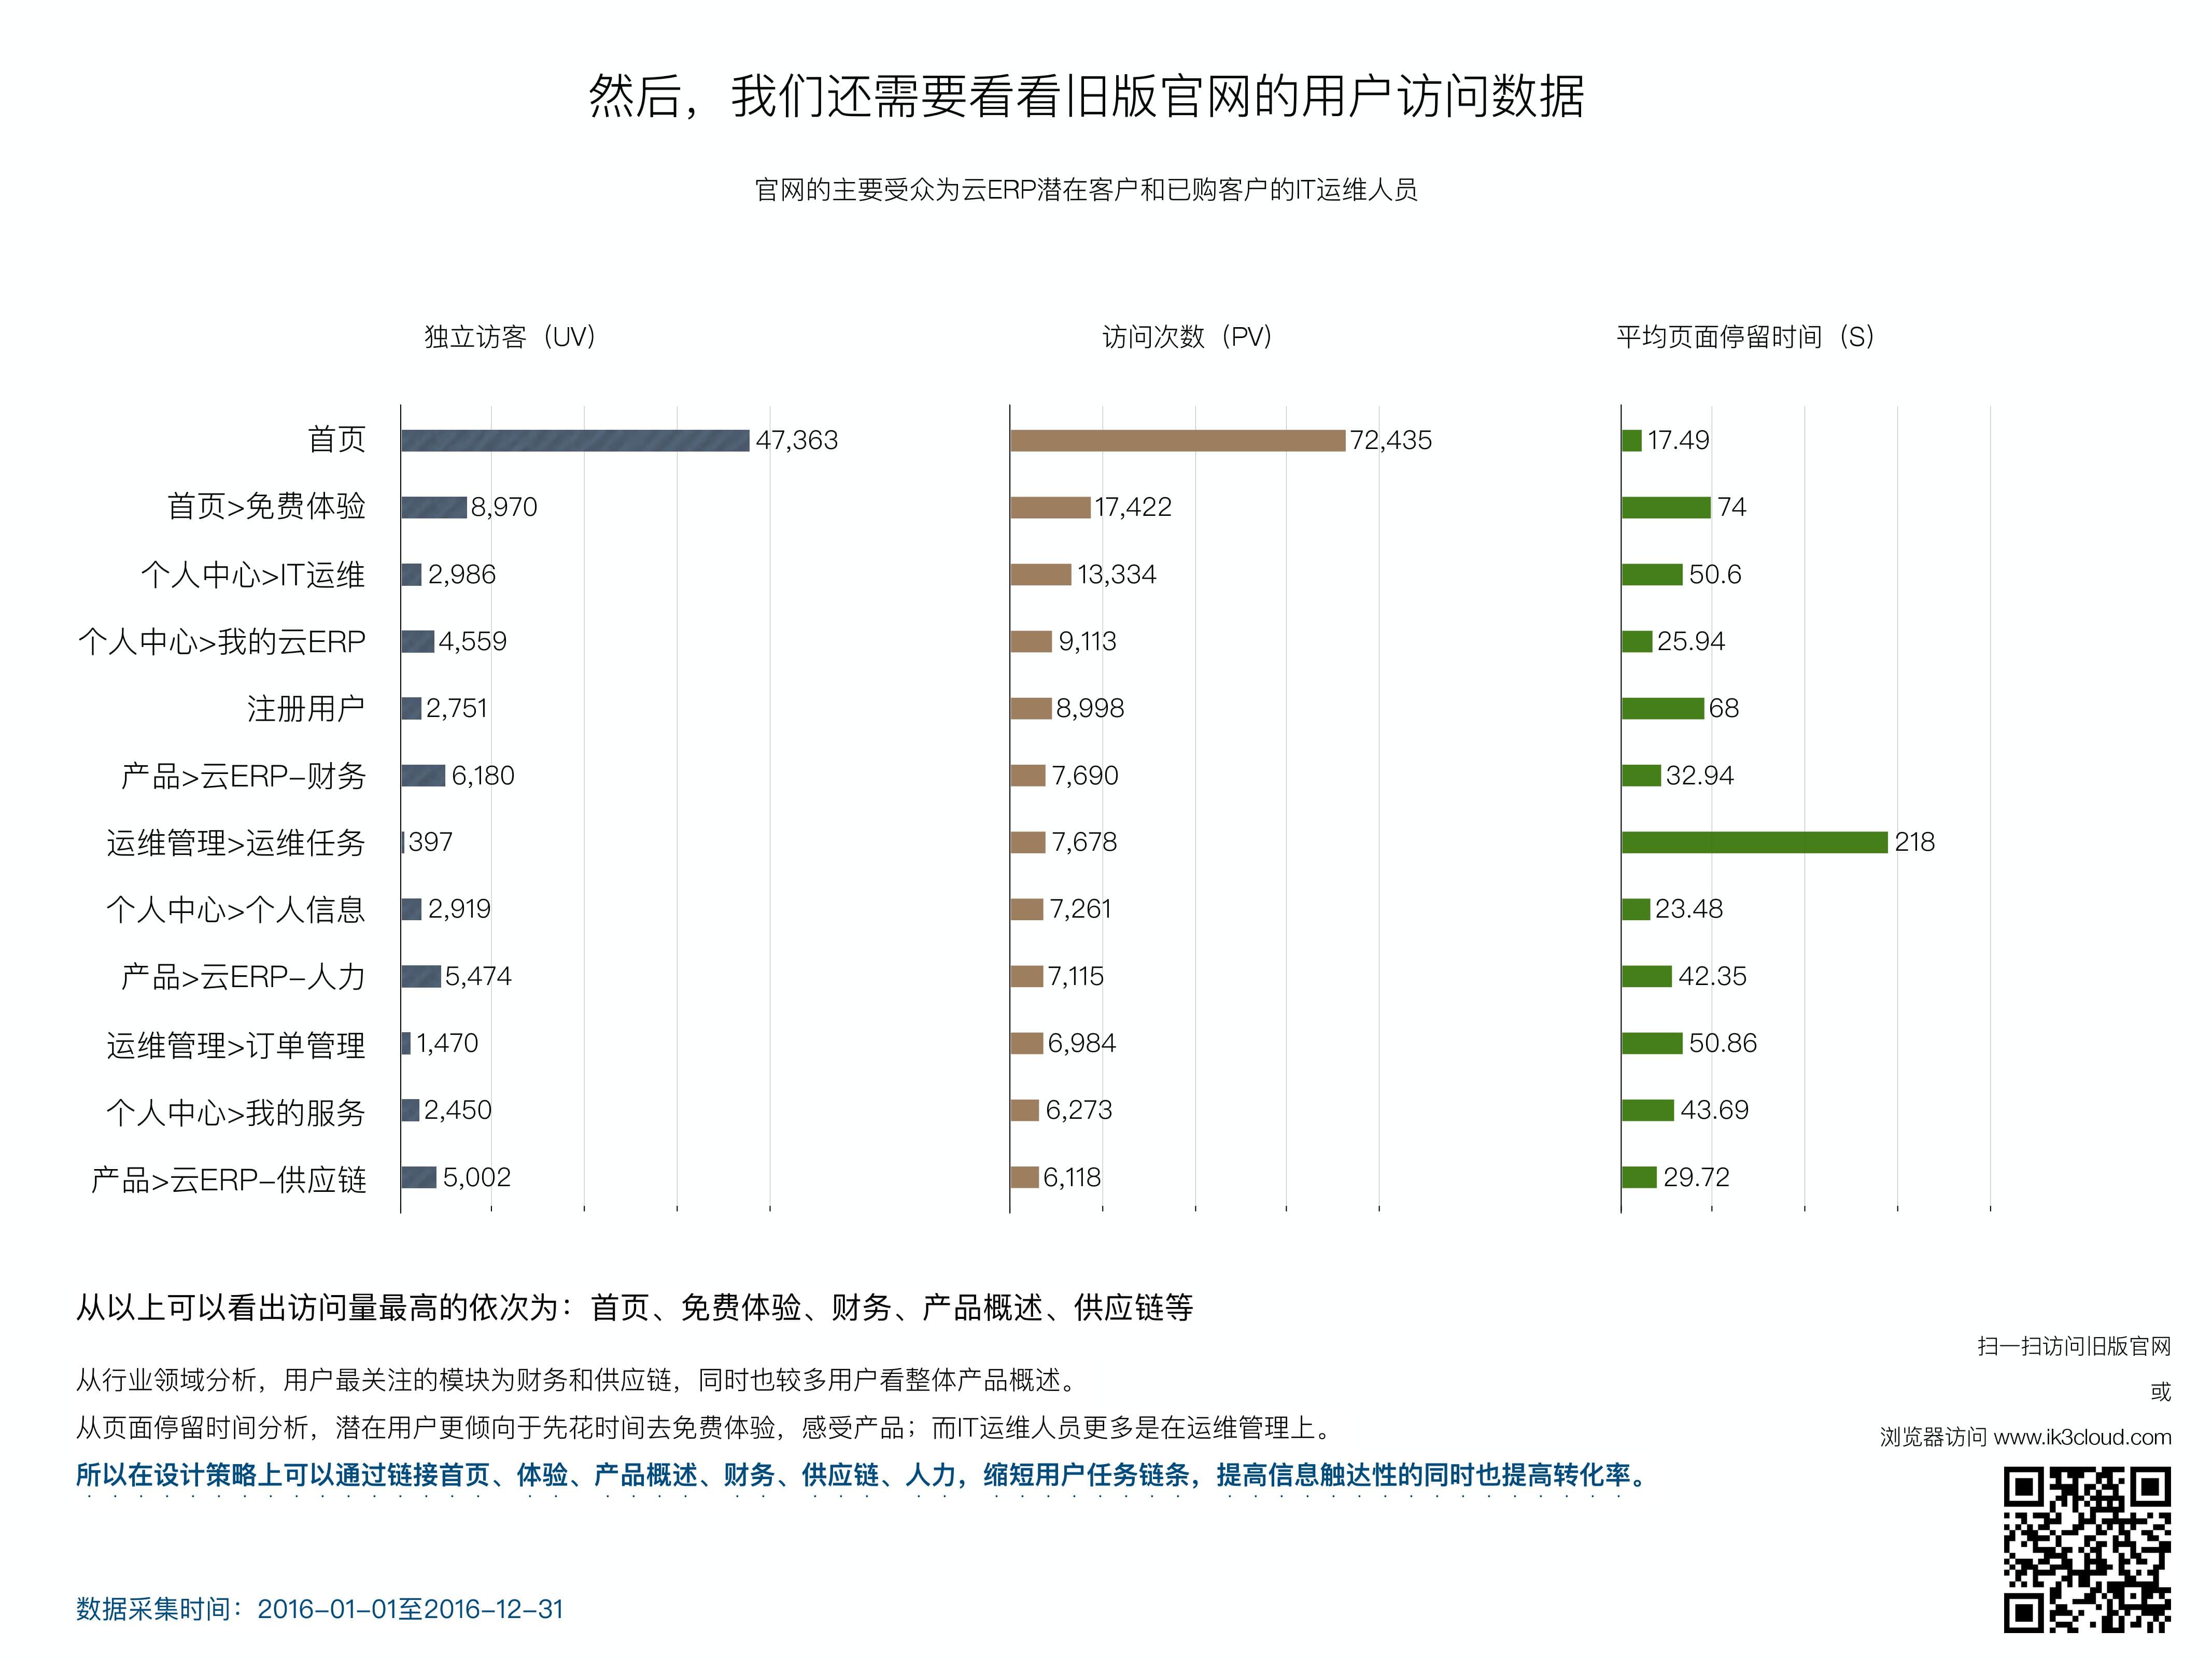 然后，我们还需要看看旧版官网的用户访问数据
官网的主要受众为云ERP潜在客户和已购客户的IT运维人员
独立访客（UV） 访问次数（PV） 平均页面停留时间（S）
首页 47,363 72,435 17.49
首页>免费体验 8,970 17,422 74
个人中心>IT运维 2,986 13,334 50.6
个人中心>我的云ERP 4,559 9,113 25.94
注册用户 2,751 8,998 68
产品>云ERP-财务 6,180 7,690 32.94
运维管理>运维任务 397 7,678 218
个人中心>个人信息 2,919 7,261 23.48
产品>云ERP-人力 5,474 7,115 42.35
运维管理>订单管理 1,470 6,984 50.86
个人中心>我的服务 2,450 6,273 43.69
产品>云ERP-供应链 5,002 6,118 29.72
从以上可以看出访问量最高的依次为：首页、免费体验、财务、产品概述、供应链等
从行业领域分析，用户最关注的模块为财务和供应链，同时也较多用户看整体产品概述。
从页面停留时间分析，潜在用户更倾向于先花时间去免费体验，感受产品；而IT运维人员更多是在运维管理上。
所以在设计策略上可以通过链接首页、体验、产品概述、财务、供应链、人力，缩短用户任务链条，提高信息触达性的同时也提高转化率。
扫一扫访问旧版官网
或
浏览器访问 www.ik3cloud.com
数据采集时间：2016-01-01至2016-12-31